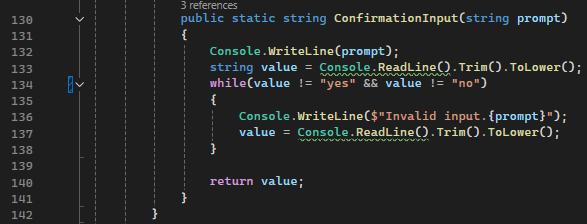 3 references
130 public static string ConfirmationInput(string prompt)
131 {
132 Console.WriteLine(prompt);
133 string value = Console.ReadLine().Trim().ToLower();
134 while(value != "yes" && value != "no")
135 {
136 Console.WriteLine($"Invalid input.{prompt}");
137 value = Console.ReadLine().Trim().ToLower();
138 }
139
140 return value;
141 }
142 }